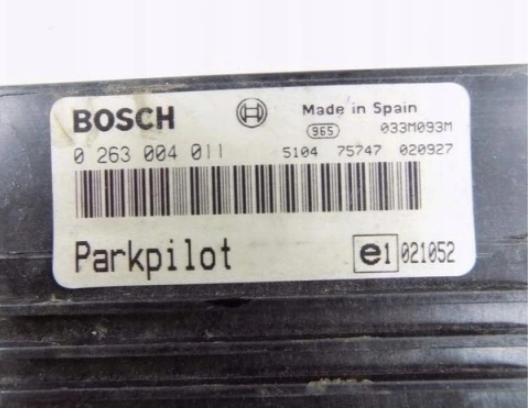 BOSCH Made in Spain
965 033M093M
0 263 004 011 5104 75747 020927
Parkpilot e1 021052